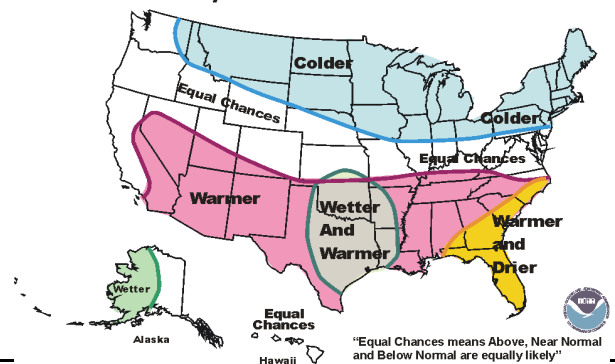 Colder
Equal Chances
Colder
Equal Chances
Warmer
Wetter
And
Warmer
Warmer
and
Drier
Wetter
Alaska
Equal
Chances
Hawaii
noaa
“Equal Chances means Above, Near Normal
and Below Normal are equally likely”